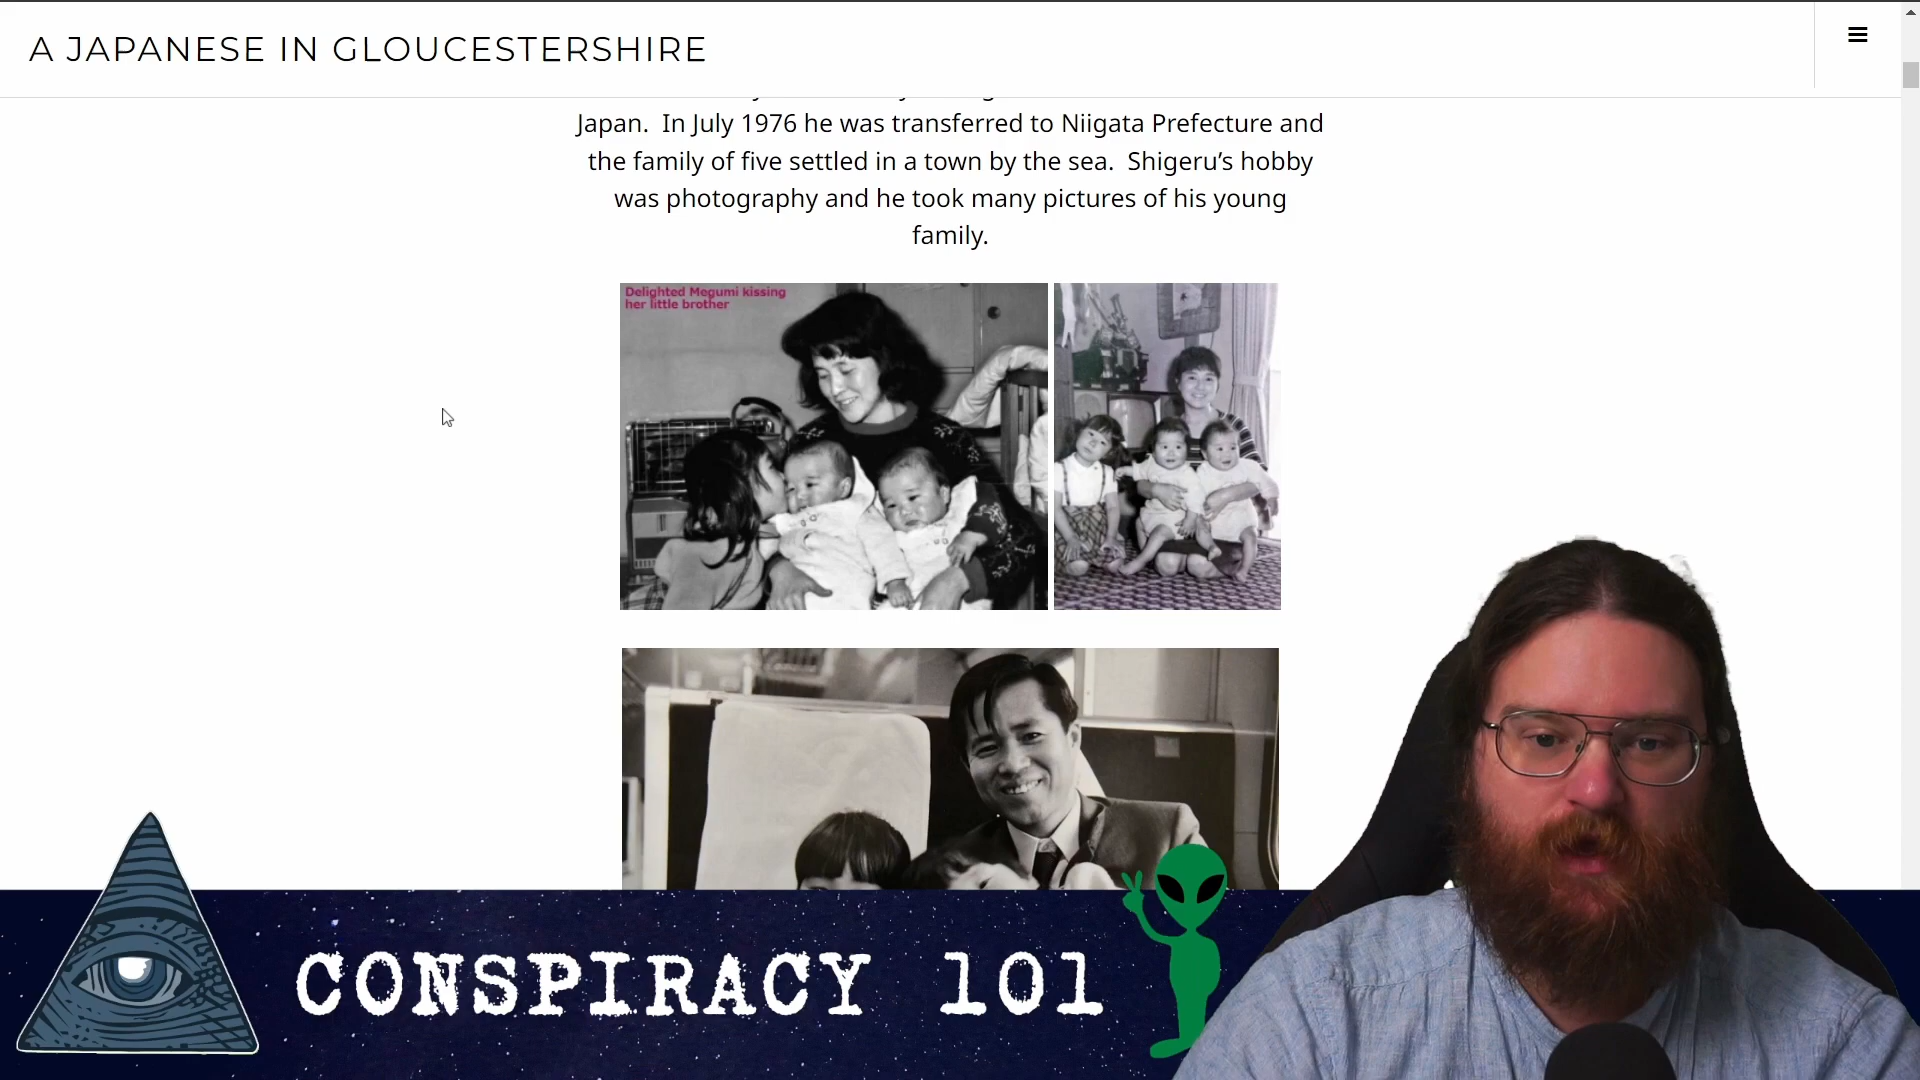 A JAPANESE IN GLOUCESTERSHIRE
Japan. In July 1976 he was transferred to Niigata Prefecture and
the family of five settled in a town by the sea. Shigeru’s hobby
was photography and he took many pictures of his young
family.
Delighted Megumi kissing
her little brother
CONSPIRACY 101